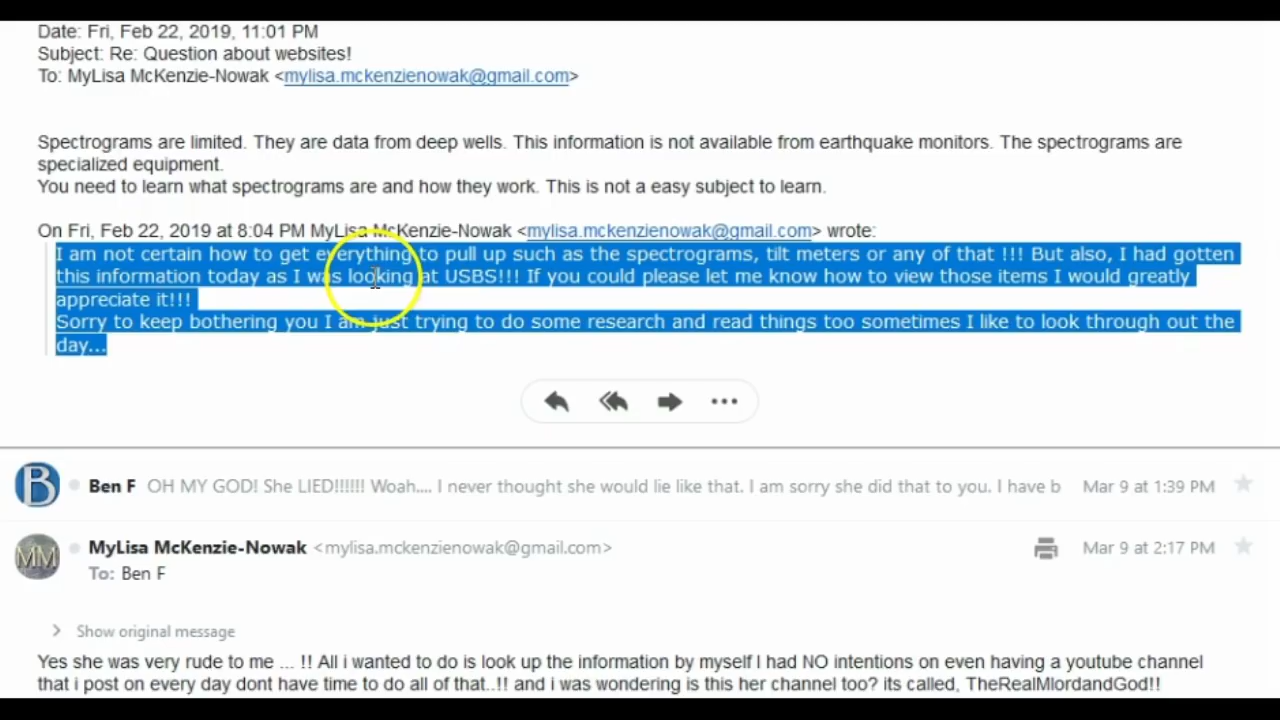 Date: Fri, Feb 22, 2019, 11:01 PM
Subject: Re: Question about websites!
To: MyLisa McKenzie-Nowak <mylisa.mckenzienowak@gmail.com>
Spectrograms are limited. They are data from deep wells. This information is not available from earthquake monitors. The spectrograms are
specialized equipment.
You need to learn what spectrograms are and how they work. This is not a easy subject to learn.
On Fri, Feb 22, 2019 at 8:04 PM MyLisa McKenzie-Nowak <mylisa.mckenzienowak@gmail.com> wrote:
I am not certain how to get everything to pull up such as the spectrograms, tilt meters or any of that !!! But also, I had gotten
this information today as I was looking at USBS!!! If you could please let me know how to view those items I would greatly
appreciate it!!!
Sorry to keep bothering you I am just trying to do some research and read things too sometimes I like to look through out the
day...
B Ben F OH MY GOD! She LIED!!!!!! Woah.... I never thought she would lie like that. I am sorry she did that to you. I have b Mar 9 at 1:39 PM
MM MyLisa McKenzie-Nowak <mylisa.mckenzienowak@gmail.com> Mar 9 at 2:17 PM
To: Ben F
Show original message
Yes she was very rude to me ... !! All i wanted to do is look up the information by myself I had NO intentions on even having a youtube channel
that i post on every day dont have time to do all of that..!! and i was wondering is this her channel too? its called, TheRealMlordandGod!!